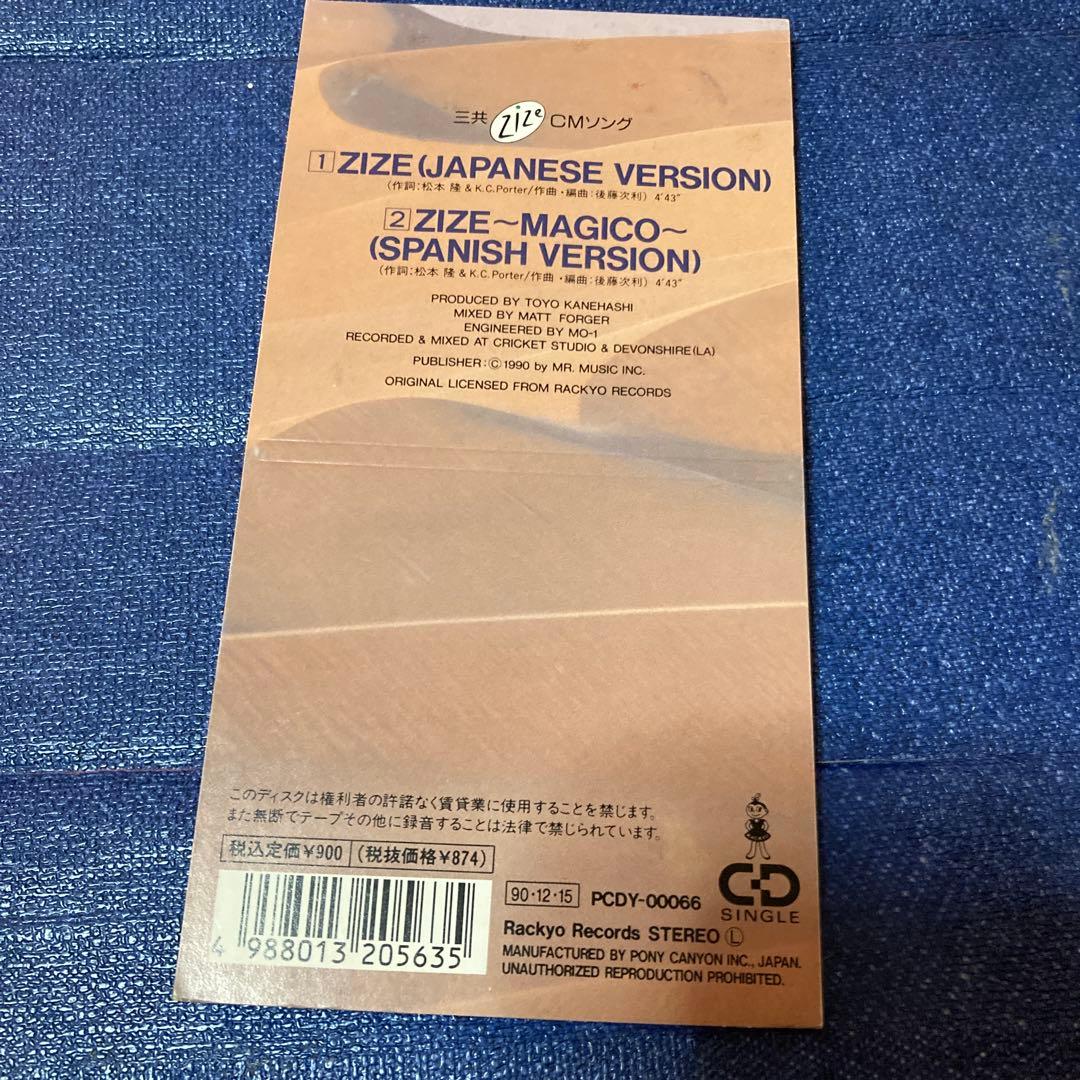 三共 zize CMソング
1 ZIZE (JAPANESE VERSION)
(作詞:松本 隆 & K.C.Porter/作曲・編曲:後藤次利) 4'43"
2 ZIZE〜MAGICO〜
(SPANISH VERSION)
(作詞:松本 隆 & K.C.Porter/作曲・編曲:後藤次利) 4'43"
PRODUCED BY TOYO KANEHASHI
MIXED BY MATT FORGER
ENGINEERED BY MO-1
RECORDED & MIXED AT CRICKET STUDIO & DEVONSHIRE (LA)
PUBLISHER:Ⓒ1990 by MR. MUSIC INC.
ORIGINAL LICENSED FROM RACKYO RECORDS
このディスクは権利者の許諾なく賃貸業に使用することを禁じます。
また無断でテープその他に録音することは法律で禁じられています。
税込定価¥900 (税抜価格¥874)
90・12・15 PCDY-00066
CD
SINGLE
Rackyo Records STEREO Ⓛ
MANUFACTURED BY PONY CANYON INC., JAPAN.
UNAUTHORIZED REPRODUCTION PROHIBITED.
4 988013 205635